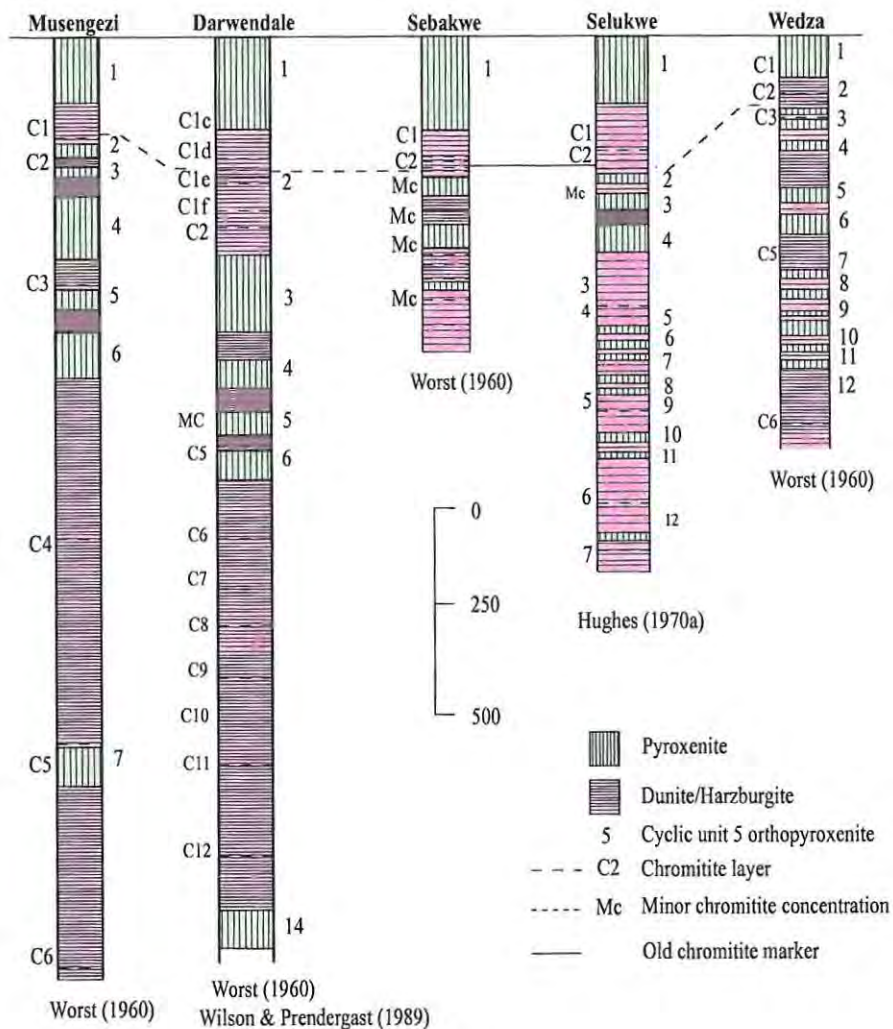 Musengezi Darwendale Sebakwe Selukwe Wedza
1
C1
2
C2
3
4
C3
5
6
C4
C5
7
C6
Worst (1960)
1
C1c
C1d
C1e
2
C1f
C2
3
4
MC
5
C5
6
C6
C7
C8
C9
C10
C11
C12
14
Worst (1960)
Wilson & Prendergast (1989)
1
C1
C2
Mc
Mc
Mc
Mc
Worst (1960)
1
C1
C2
2
Mc
3
4
3
4
5
6
7
8
5
9
10
11
6
12
7
Hughes (1970a)
1
C1
C2
2
C3
3
4
5
6
C5
7
8
9
10
11
12
C6
Worst (1960)
0
250
500
Pyroxenite
Dunite/Harzburgite
5 Cyclic unit 5 orthopyroxenite
C2 Chromitite layer
Mc Minor chromitite concentration
Old chromitite marker